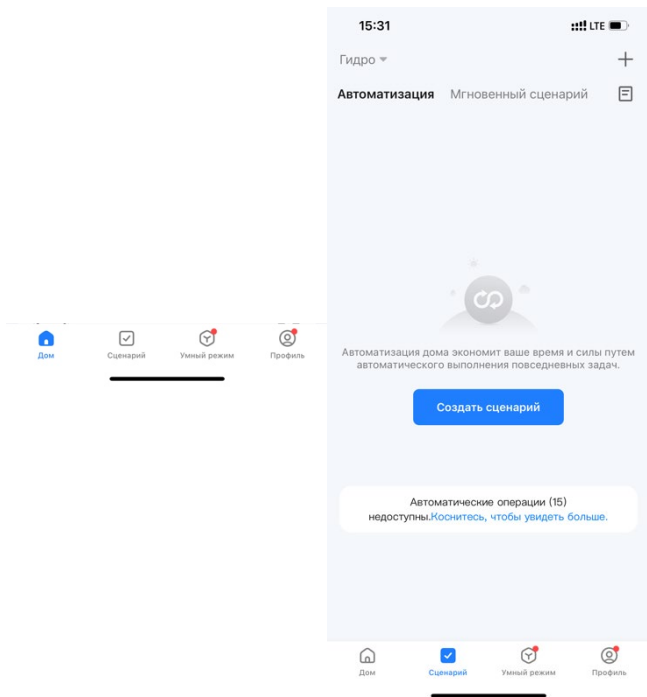 Дом
Сценарий
Умный режим
Профиль
15:31
LTE
Гидро
Автоматизация
Мгновенный сценарий
Автоматизация дома экономит ваше время и силы путем
автоматического выполнения повседневных задач.
Создать сценарий
Автоматические операции (15)
недоступны.Коснитесь, чтобы увидеть больше.
Дом
Сценарий
Умный режим
Профиль